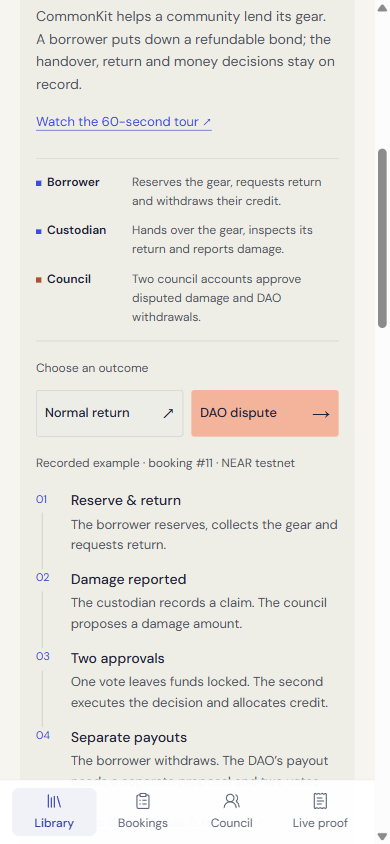 CommonKit helps a community lend its gear.
A borrower puts down a refundable bond; the
handover, return and money decisions stay on
record.
Watch the 60-second tour ↗
Borrower Reserves the gear, requests return
and withdraws their credit.
Custodian Hands over the gear, inspects its
return and reports damage.
Council Two council accounts approve
disputed damage and DAO
withdrawals.
Choose an outcome
Normal return ↗ DAO dispute →
Recorded example · booking #11 · NEAR testnet
01 Reserve & return
The borrower reserves, collects the gear and
requests return.
02 Damage reported
The custodian records a claim. The council
proposes a damage amount.
03 Two approvals
One vote leaves funds locked. The second
executes the decision and allocates credit.
04 Separate payouts
The borrower withdraws. The DAO’s payout
needs a separate proposal and two votes.
Library Bookings Council Live proof